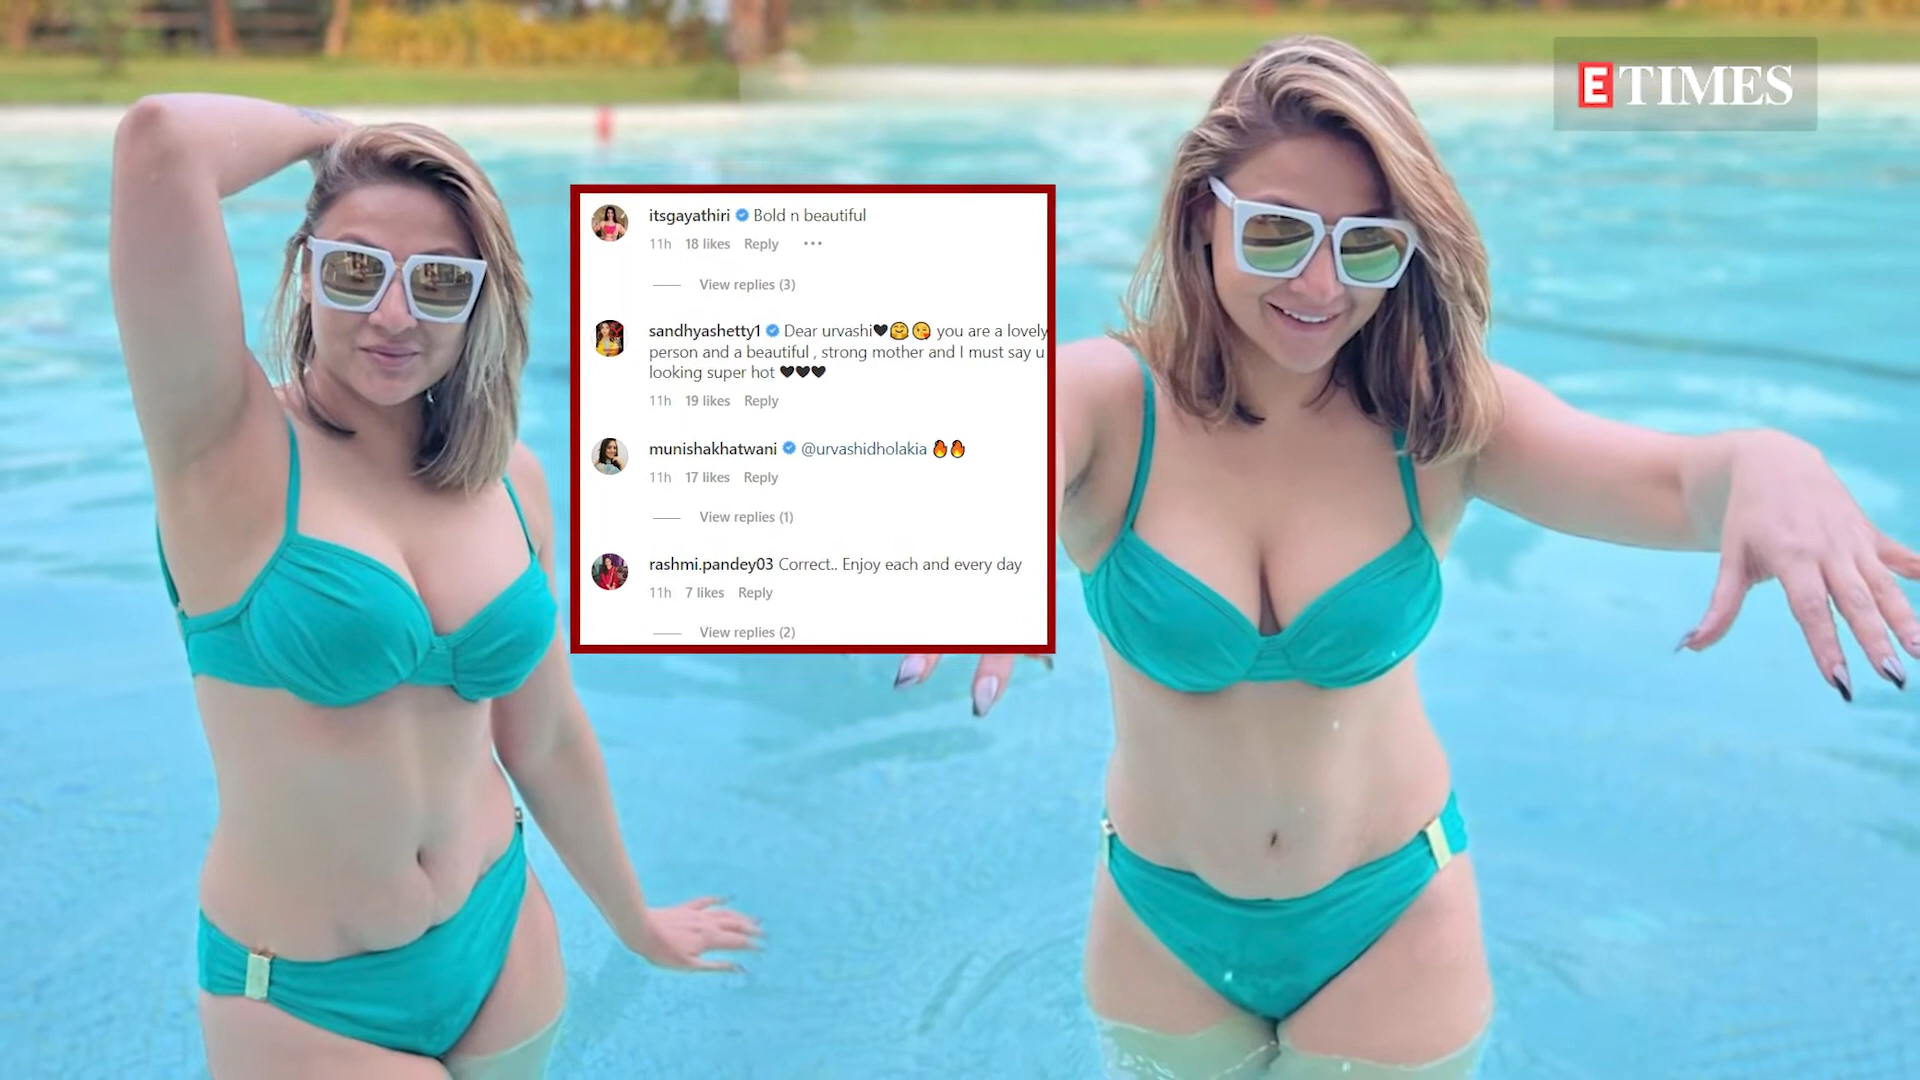 ETIMES
itsgayathiri Bold n beautiful
11h 18 likes Reply ...
View replies (3)
sandhyashetty1 Dear urvashi🖤🤗😘 you are a lovely
person and a beautiful , strong mother and I must say u
looking super hot 🖤🖤🖤
11h 19 likes Reply
View replies (1)
munishakhatwani @urvashidholakia 🔥🔥
11h 17 likes Reply
rashmi.pandey03 Correct.. Enjoy each and every day
11h 7 likes Reply
View replies (2)